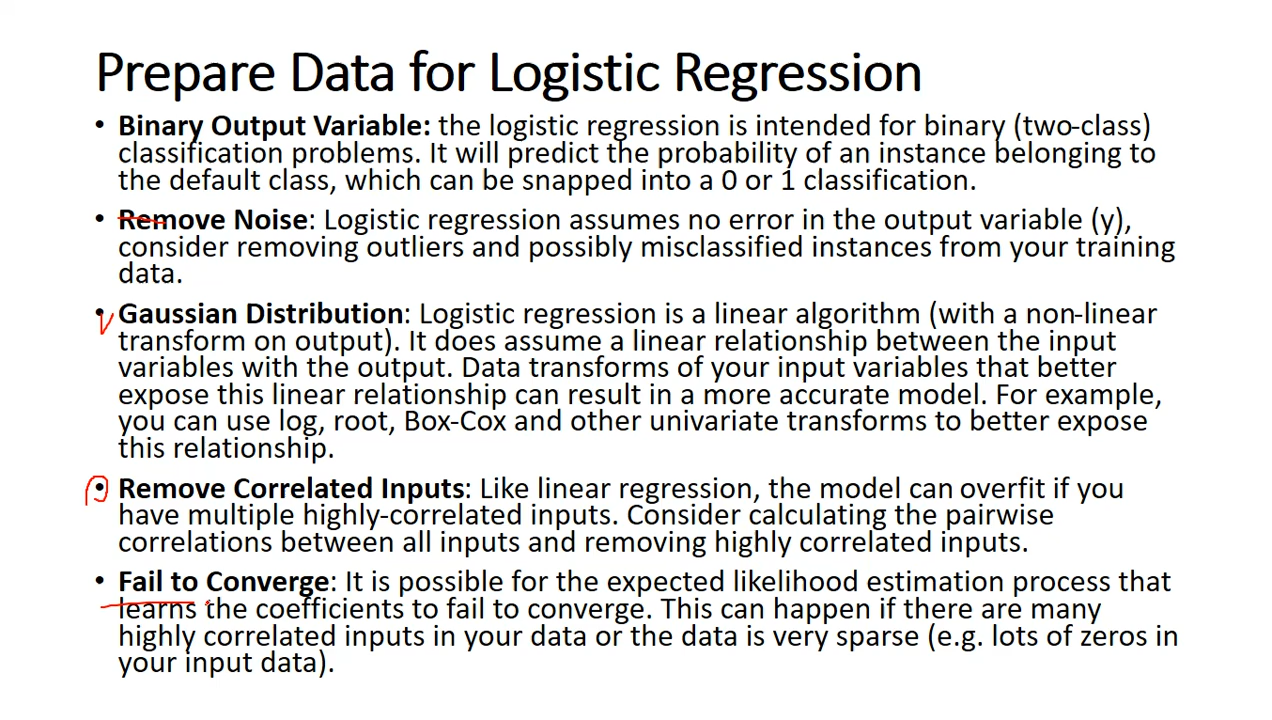 Prepare Data for Logistic Regression
• Binary Output Variable: the logistic regression is intended for binary (two-class)
classification problems. It will predict the probability of an instance belonging to
the default class, which can be snapped into a 0 or 1 classification.
• Remove Noise: Logistic regression assumes no error in the output variable (y),
consider removing outliers and possibly misclassified instances from your training
data.
• Gaussian Distribution: Logistic regression is a linear algorithm (with a non-linear
transform on output). It does assume a linear relationship between the input
variables with the output. Data transforms of your input variables that better
expose this linear relationship can result in a more accurate model. For example,
you can use log, root, Box-Cox and other univariate transforms to better expose
this relationship.
• Remove Correlated Inputs: Like linear regression, the model can overfit if you
have multiple highly-correlated inputs. Consider calculating the pairwise
correlations between all inputs and removing highly correlated inputs.
• Fail to Converge: It is possible for the expected likelihood estimation process that
learns the coefficients to fail to converge. This can happen if there are many
highly correlated inputs in your data or the data is very sparse (e.g. lots of zeros in
your input data).